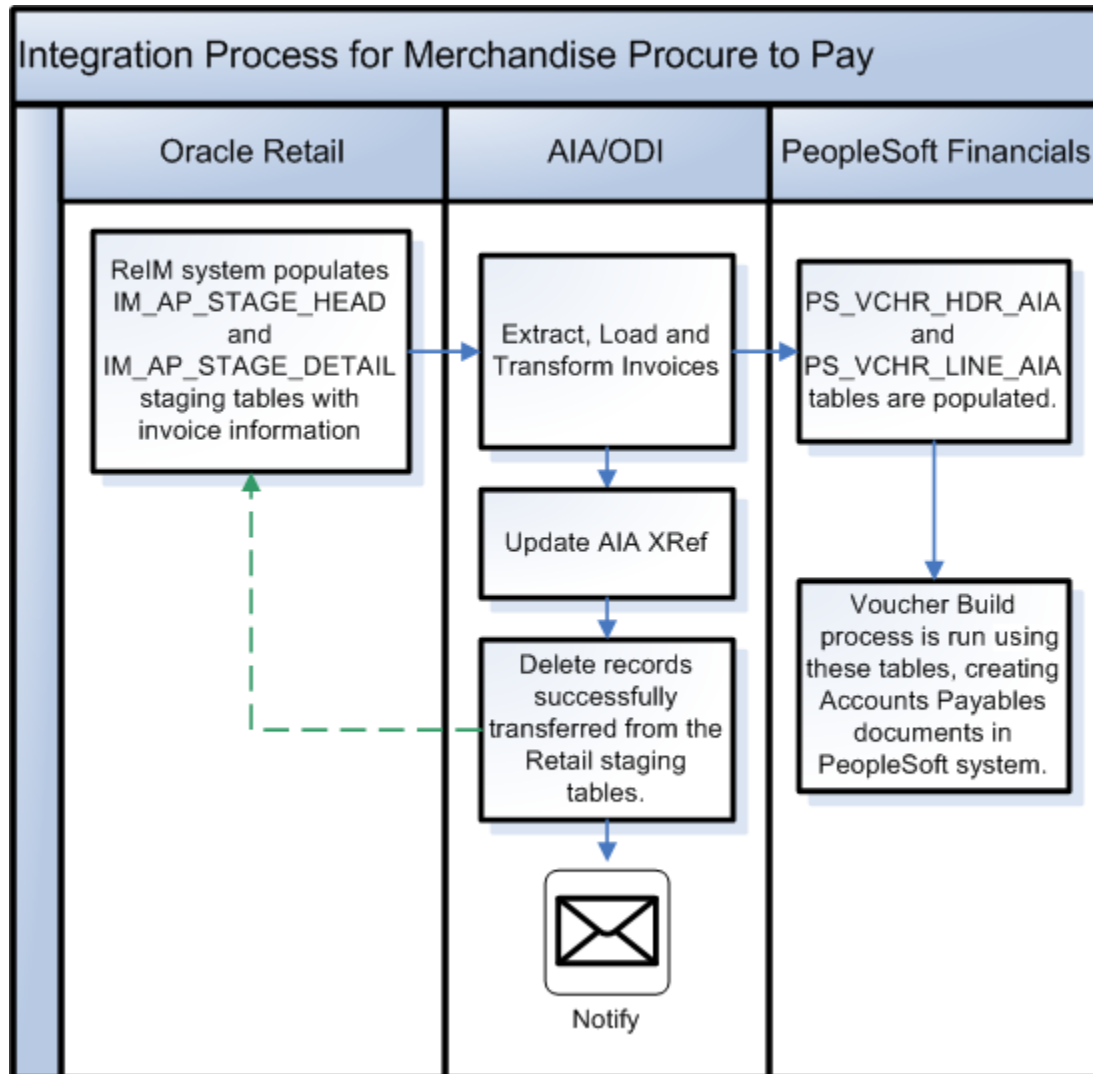 Integration Process for Merchandise Procure to Pay
Oracle Retail
AIA/ODI
PeopleSoft Financials
ReIM system populates
IM_AP_STAGE_HEAD
and
IM_AP_STAGE_DETAIL
staging tables with
invoice information
Extract, Load and
Transform Invoices
PS_VCHR_HDR_AIA
and
PS_VCHR_LINE_AIA
tables are populated.
Update AIA XRef
Delete records
successfully
transferred from the
Retail staging
tables.
Voucher Build
process is run using
these tables, creating
Accounts Payables
documents in
PeopleSoft system.
Notify